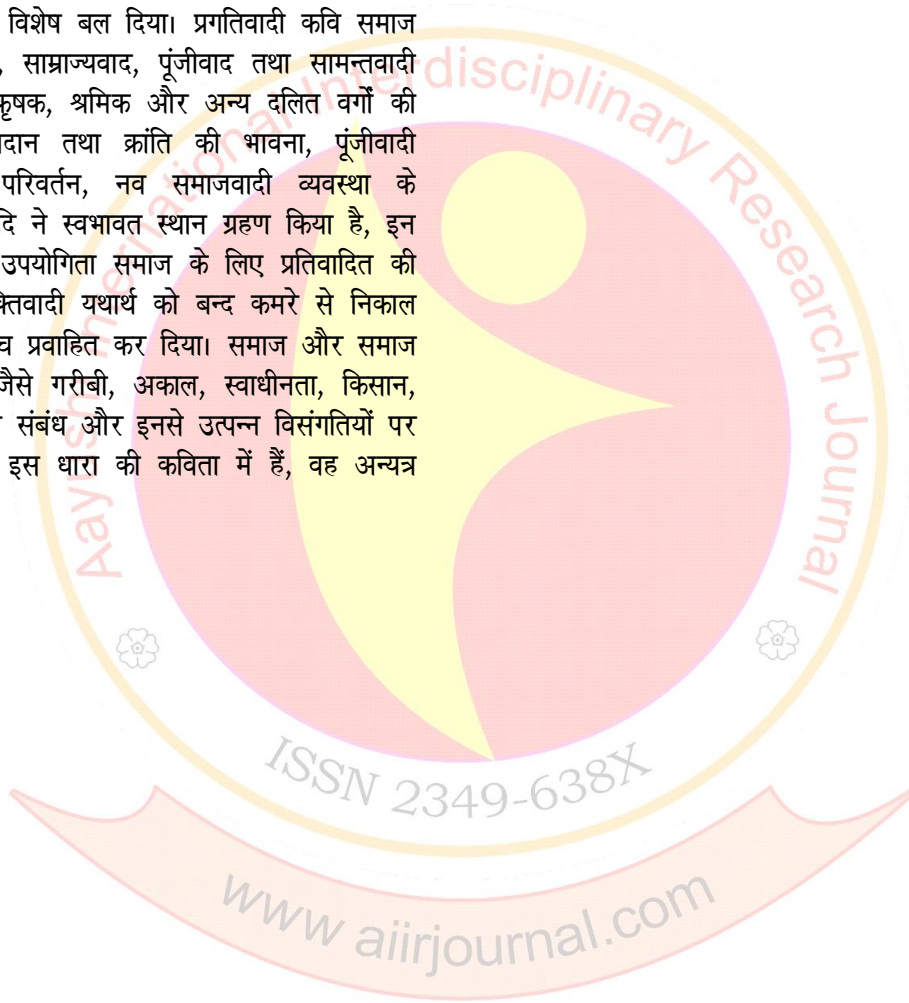 विशेष बल दिया। प्रगतिवादी कवि समाज
, साम्राज्यवाद, पूंजीवाद तथा सामन्तवादी
कृषक, श्रमिक और अन्य दलित वर्गों की
दान तथा क्रांति की भावना, पूंजीवादी
परिवर्तन, नव समाजवादी व्यवस्था के
दि ने स्वभावत स्थान ग्रहण किया है, इन
उपयोगिता समाज के लिए प्रतिवादित की
क्तिवादी यथार्थ को बन्द कमरे से निकाल
च प्रवाहित कर दिया। समाज और समाज
जैसे गरीबी, अकाल, स्वाधीनता, किसान,
संबंध और इनसे उत्पन्न विसंगतियों पर
इस धारा की कविता में हैं, वह अन्यत्र
Aayushi International Interdisciplinary Research Journal
ISSN 2349-638X
www aiirjournal.com